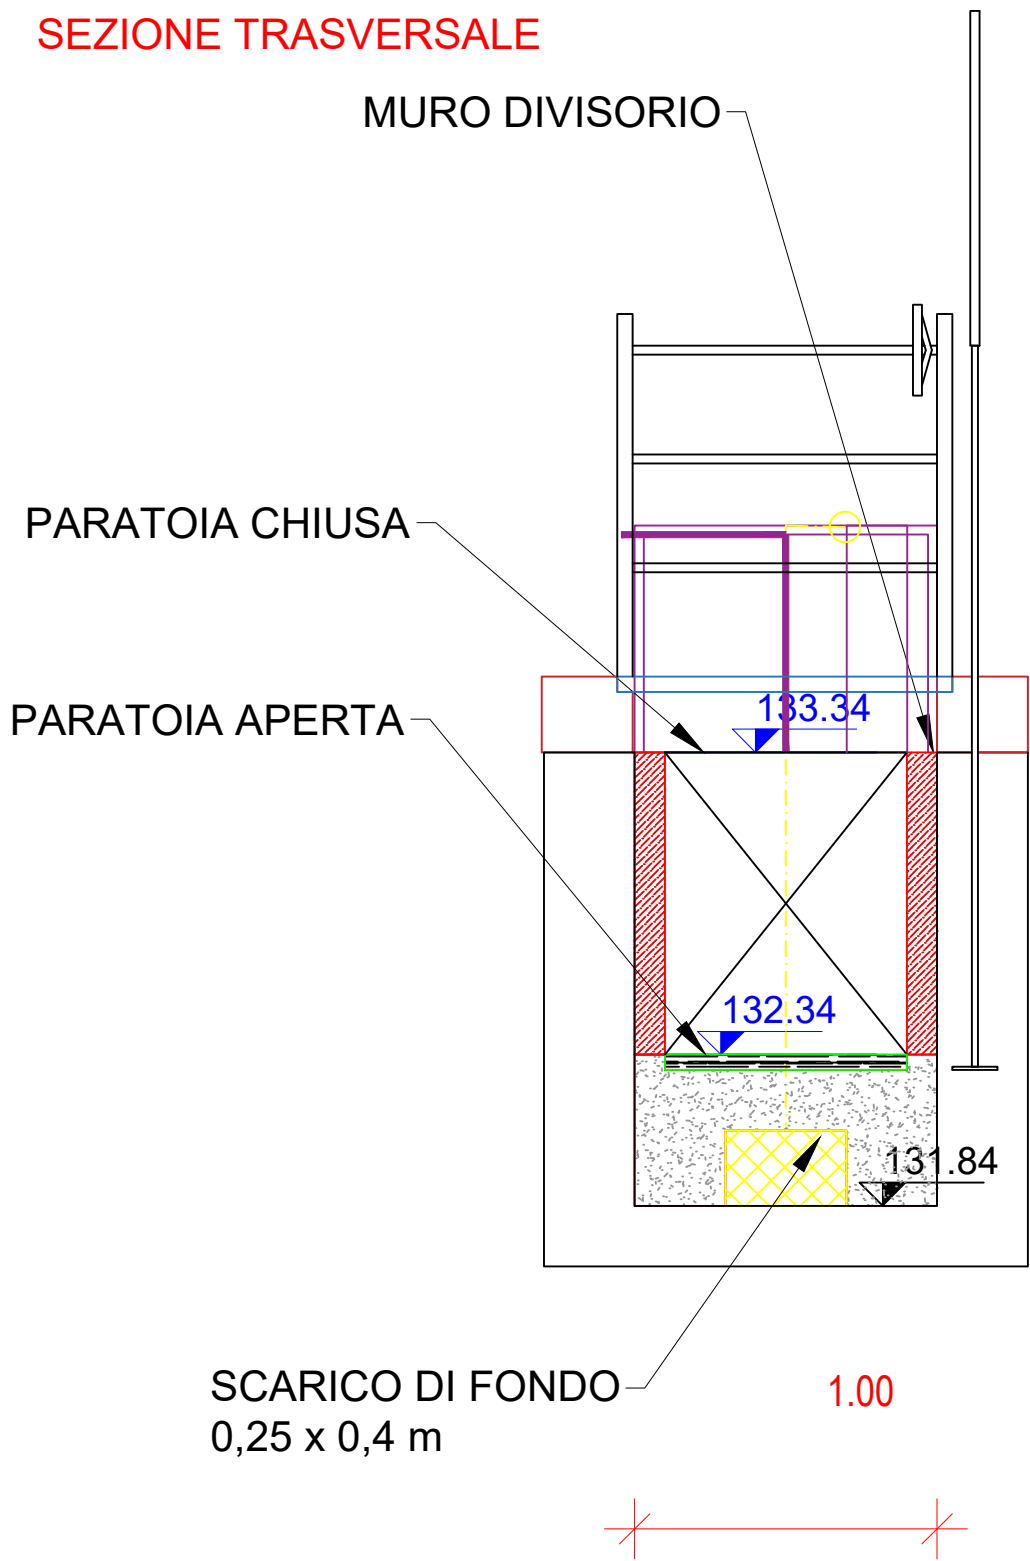 SEZIONE TRASVERSALE
MURO DIVISORIO
PARATOIA CHIUSA
PARATOIA APERTA
133.34
132.34
131.84
SCARICO DI FONDO
0,25 x 0,4 m
1.00